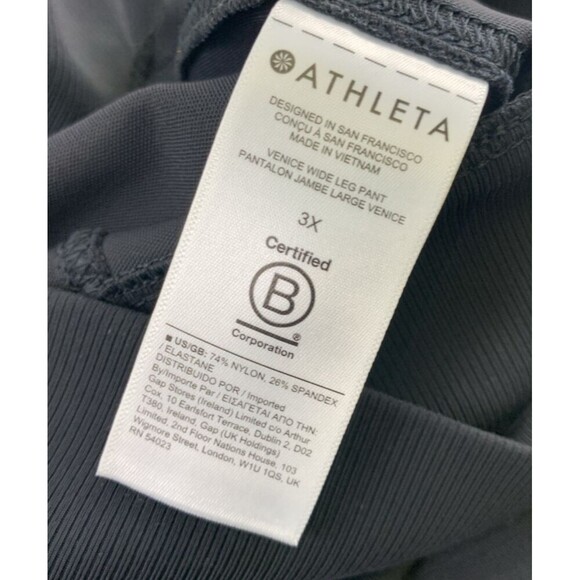 ATHLETA
DESIGNED IN SAN FRANCISCO
CONÇU À SAN FRANCISCO
MADE IN VIETNAM
VENICE WIDE LEG PANT
PANTALON JAMBE LARGE VENICE
3X
Certified
B
®
Corporation
■ US/GB: 74% NYLON, 26% SPANDEX
/ ELASTANE
DISTRIBUIDO POR / Imported
By/Importe Par / ΕΙΣΑΓΕΤΑΙ ΑΠΟ ΤΗΝ:
Gap Stores (Ireland) Limited c/o Arthur
Cox, 10 Earlsfort Terrace, Dublin 2, D02
T380, Ireland, Gap (UK Holdings)
Limited, 2nd Floor Nations House, 103
Wigmore Street, London, W1U 1QS, UK
RN 54023